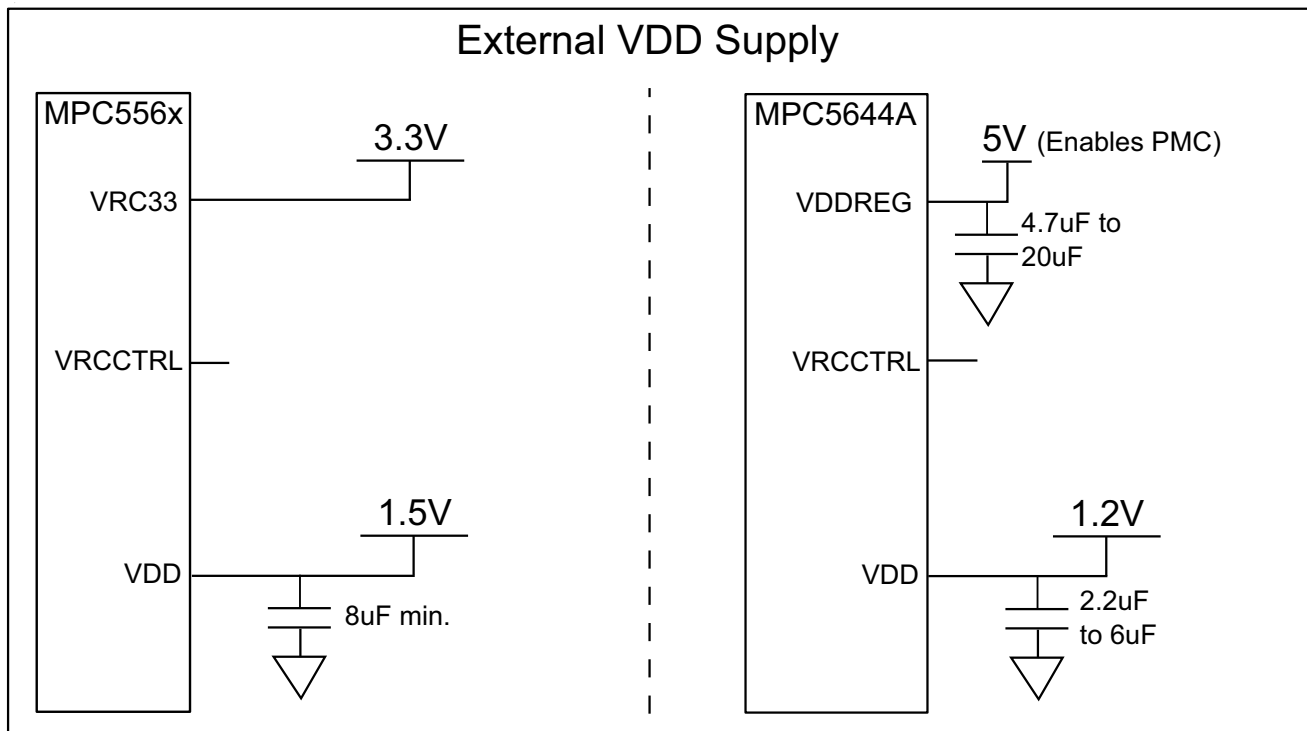 External VDD Supply
MPC556x
3.3V
VRC33
VRCCTRL
1.5V
VDD
8uF min.
MPC5644A
5V (Enables PMC)
VDDREG
4.7uF to
20uF
VRCCTRL
1.2V
VDD
2.2uF
to 6uF